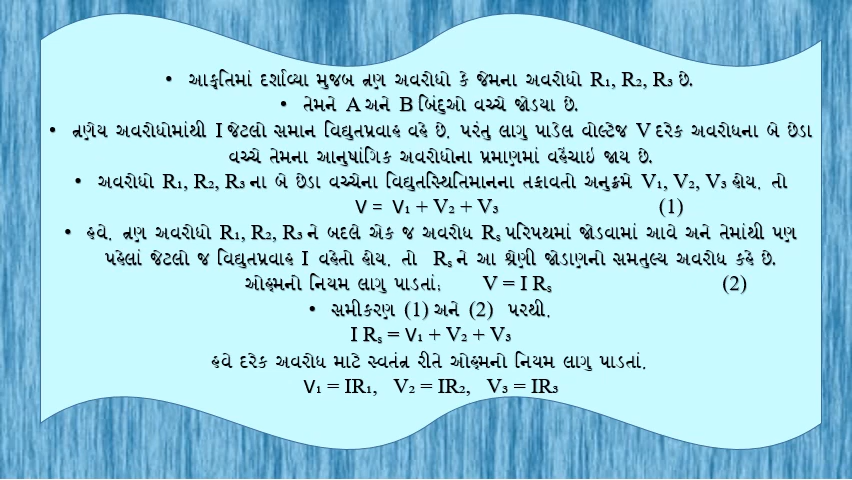 • આકૃતિમાં દર્શાવ્યા મુજબ ત્રણ અવરોધો કે જેમના અવરોધો R₁, R₂, R₃ છે.
• તેમને A અને B બિંદુઓ વચ્ચે જોડયા છે.
• ત્રણેય અવરોધોમાંથી I જેટલો સમાન વિદ્યુતપ્રવાહ વહે છે. પરંતુ લાગુ પાડેલ વોલ્ટેજ V દરેક અવરોધના બે છેડા
વચ્ચે તેમના આનુષાંગિક અવરોધોના પ્રમાણમાં વહેંચાઇ જાય છે.
• અવરોધો R₁, R₂, R₃ ના બે છેડા વચ્ચેના વિદ્યુતસ્થિતિમાનના તફાવતો અનુક્રમે V₁, V₂, V₃ હોય. તો
V = V₁ + V₂ + V₃ (1)
• હવે. ત્રણ અવરોધો R₁, R₂, R₃ ને બદલે એક જ અવરોધ Rₛ પરિપથમાં જોડવામાં આવે અને તેમાંથી પણ
પહેલાં જેટલો જ વિદ્યુતપ્રવાહ I વહેતો હોય. તો Rₛ ને આ શ્રેણી જોડાણનો સમતુલ્ય અવરોધ કહે છે.
ઓહ્મનો નિયમ લાગુ પાડતાં: V = I Rₛ (2)
• સમીકરણ (1) અને (2) પરથી.
I Rₛ = V₁ + V₂ + V₃
હવે દરેક અવરોધ માટે સ્વતંત્ર રીતે ઓહ્મનો નિયમ લાગુ પાડતાં.
V₁ = IR₁, V₂ = IR₂, V₃ = IR₃